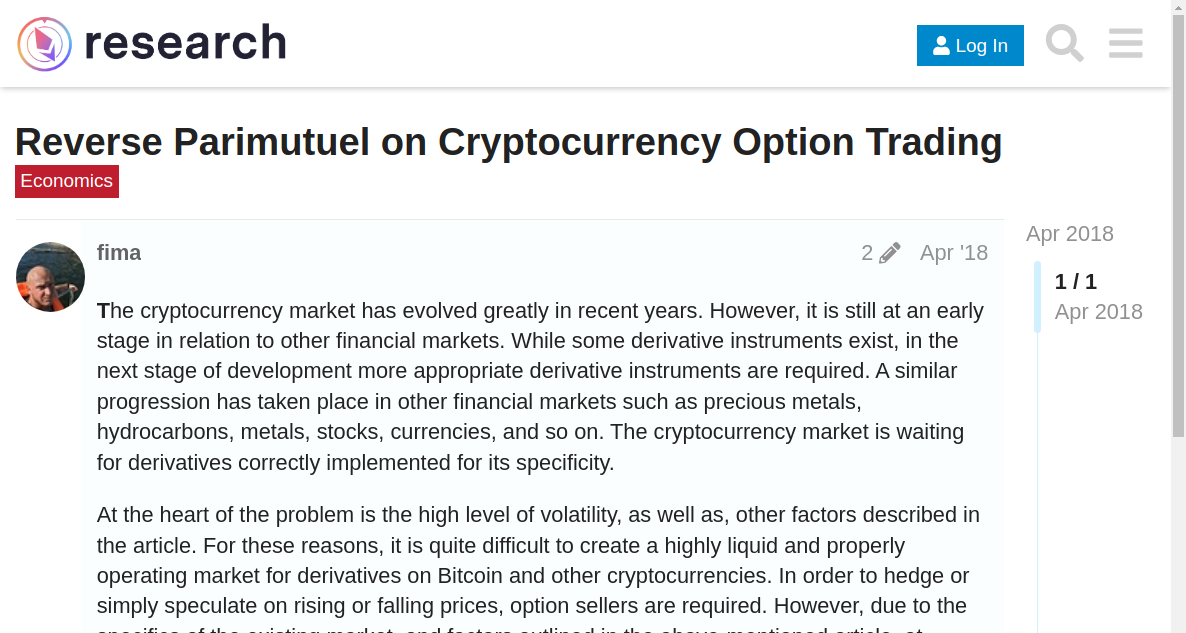 research
Log In
Reverse Parimutuel on Cryptocurrency Option Trading
Economics
fima
2
Apr '18
Apr 2018
1 / 1
Apr 2018
The cryptocurrency market has evolved greatly in recent years. However, it is still at an early
stage in relation to other financial markets. While some derivative instruments exist, in the
next stage of development more appropriate derivative instruments are required. A similar
progression has taken place in other financial markets such as precious metals,
hydrocarbons, metals, stocks, currencies, and so on. The cryptocurrency market is waiting
for derivatives correctly implemented for its specificity.
At the heart of the problem is the high level of volatility, as well as, other factors described in
the article. For these reasons, it is quite difficult to create a highly liquid and properly
operating market for derivatives on Bitcoin and other cryptocurrencies. In order to hedge or
simply speculate on rising or falling prices, option sellers are required. However, due to the